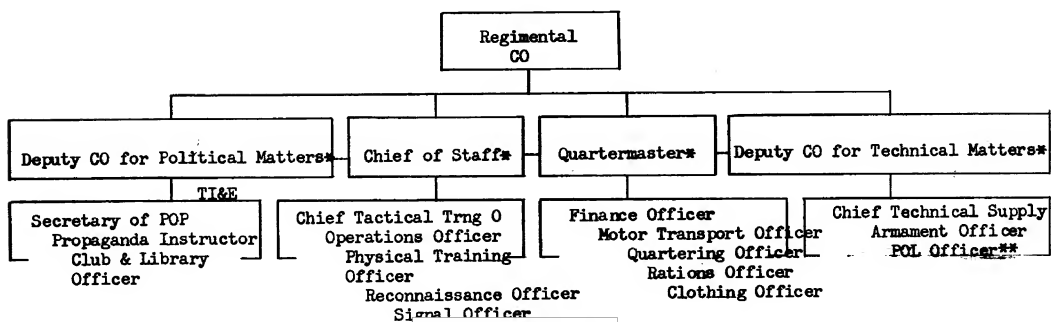 Regimental
CO
Deputy CO for Political Matters*
Chief of Staff*
Quartermaster*
Deputy CO for Technical Matters*
TI&E
Secretary of POP
Propaganda Instructor
Club & Library
Officer
Chief Tactical Trng O
Operations Officer
Physical Training
Officer
Reconnaissance Officer
Signal Officer
Finance Officer
Motor Transport Officer
Quartering Officer
Rations Officer
Clothing Officer
Chief Technical Supply
Armament Officer
POL Officer**